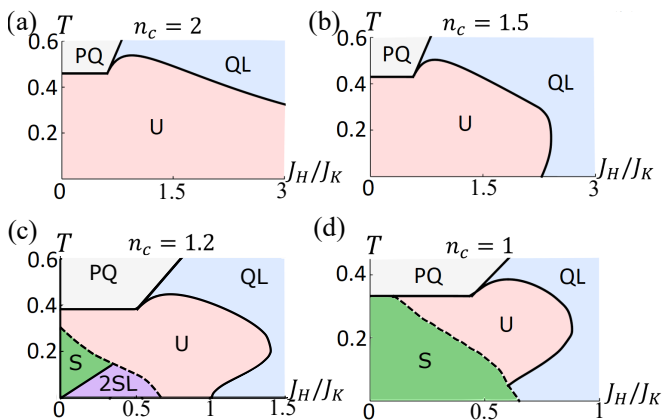 (a) T n_c = 2
0.6
PQ
QL
0.4
U
0.2
0 1.5 3 J_H/J_K
(b) T n_c = 1.5
0.6
PQ
QL
0.4
U
0.2
0 1.5 3 J_H/J_K
(c) T n_c = 1.2
0.6
PQ
QL
0.4
U
0.2
S
2SL
0 0.5 1.0 1.5 J_H/J_K
(d) T n_c = 1
0.4
PQ
QL
U
0.2
S
0 0.5 1 J_H/J_K